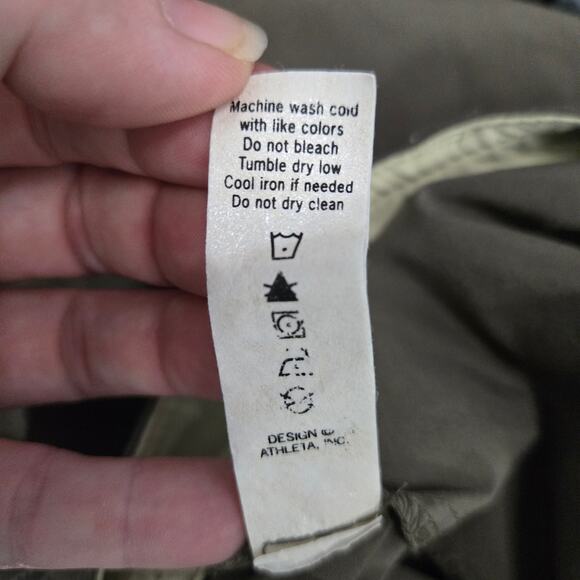 Machine wash cold
with like colors
Do not bleach
Tumble dry low
Cool iron if needed
Do not dry clean
DESIGN ©
ATHLETA, INC.